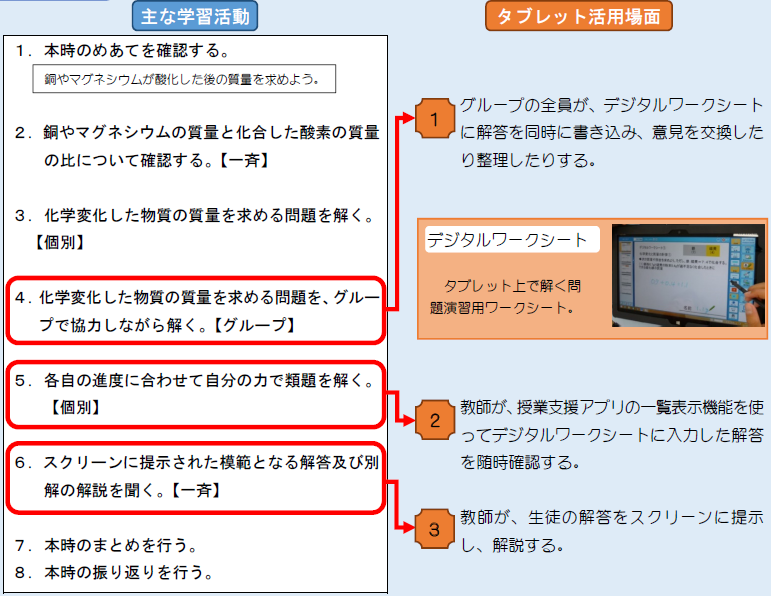 主な学習活動
１．本時のめあてを確認する。
銅やマグネシウムが酸化した後の質量を求めよう。
２．銅やマグネシウムの質量と化合した酸素の質量
の比について確認する。【一斉】
３．化学変化した物質の質量を求める問題を解く。
【個別】
４．化学変化した物質の質量を求める問題を、グルー
プで協力しながら解く。【グループ】
５．各自の進度に合わせて自分の力で類題を解く。
【個別】
６．スクリーンに提示された模範となる解答及び別
解の解説を聞く。【一斉】
７．本時のまとめを行う。
８．本時の振り返りを行う。
タブレット活用場面
1
グループの全員が、デジタルワークシート
に解答を同時に書き込み、意見を交換した
り整理したりする。
デジタルワークシート
タブレット上で解く問
題演習用ワークシート。
2
教師が、授業支援アプリの一覧表示機能を使
ってデジタルワークシートに入力した解答
を随時確認する。
3
教師が、生徒の解答をスクリーンに提示
し、解説する。